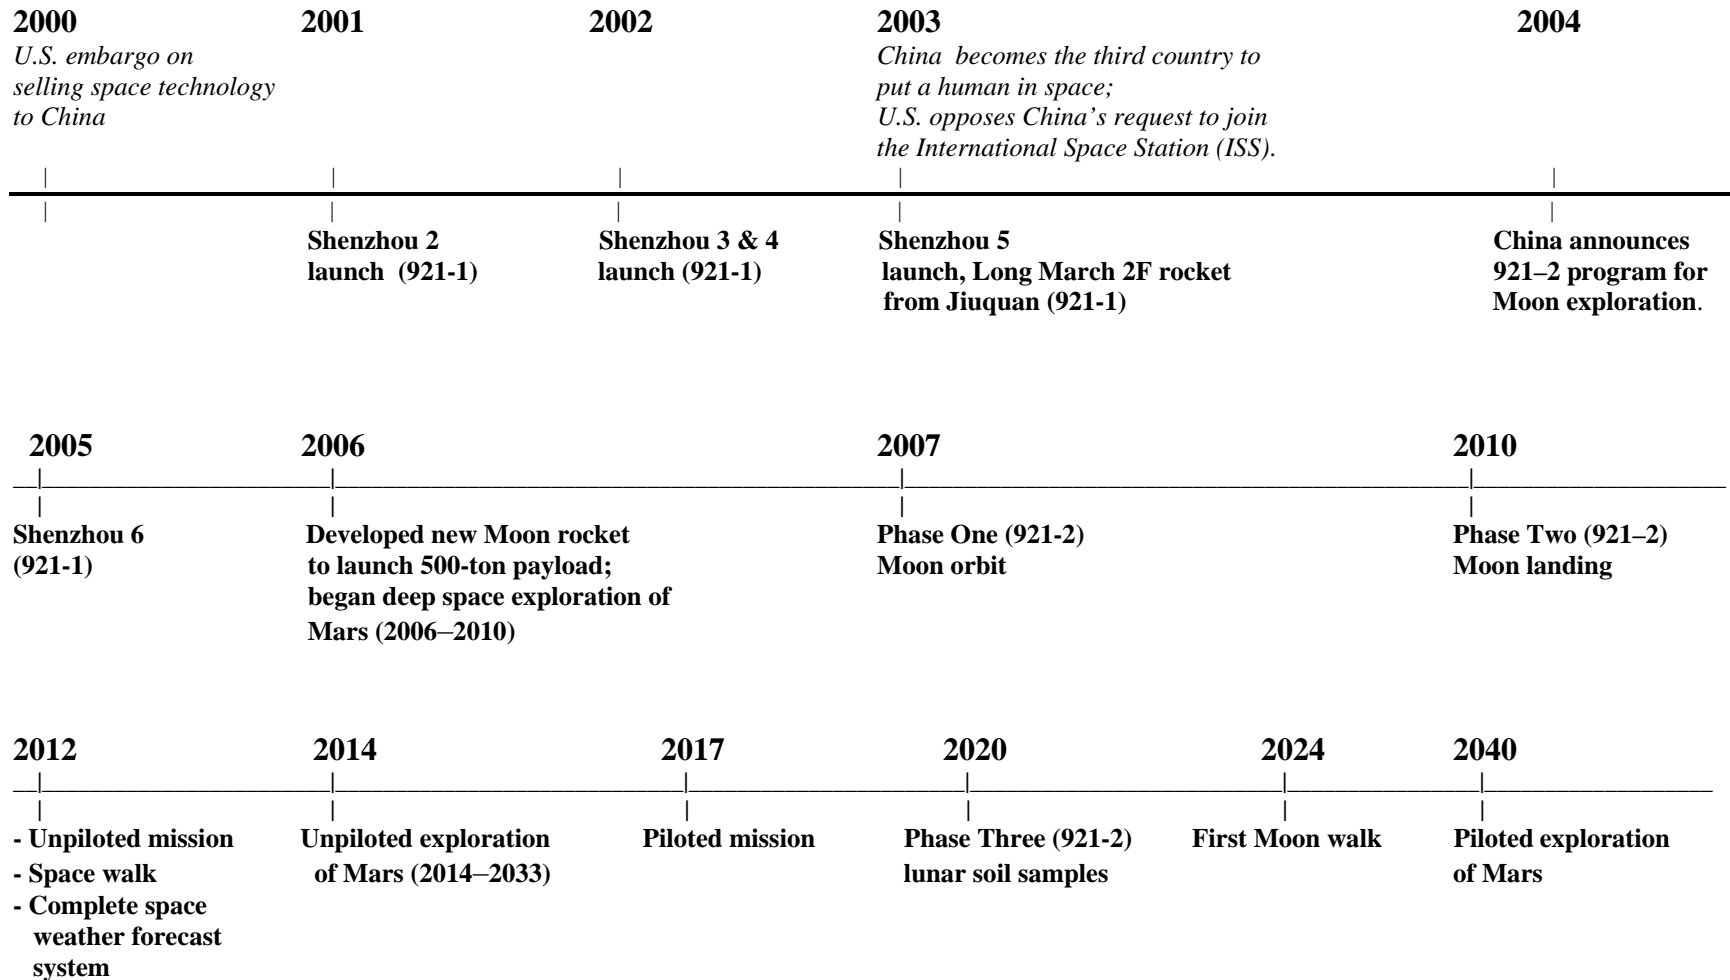 2000
U.S. embargo on
selling space technology
to China
2001
2002
2003
China becomes the third country to
put a human in space;
U.S. opposes China’s request to join
the International Space Station (ISS).
2004
Shenzhou 2
launch (921-1)
Shenzhou 3 & 4
launch (921-1)
Shenzhou 5
launch, Long March 2F rocket
from Jiuquan (921-1)
China announces
921–2 program for
Moon exploration.
2005
2006
2007
2010
Shenzhou 6
(921-1)
Developed new Moon rocket
to launch 500-ton payload;
began deep space exploration of
Mars (2006–2010)
Phase One (921-2)
Moon orbit
Phase Two (921–2)
Moon landing
2012
2014
2017
2020
2024
2040
- Unpiloted mission
- Space walk
- Complete space
weather forecast
system
Unpiloted exploration
of Mars (2014–2033)
Piloted mission
Phase Three (921-2)
lunar soil samples
First Moon walk
Piloted exploration
of Mars